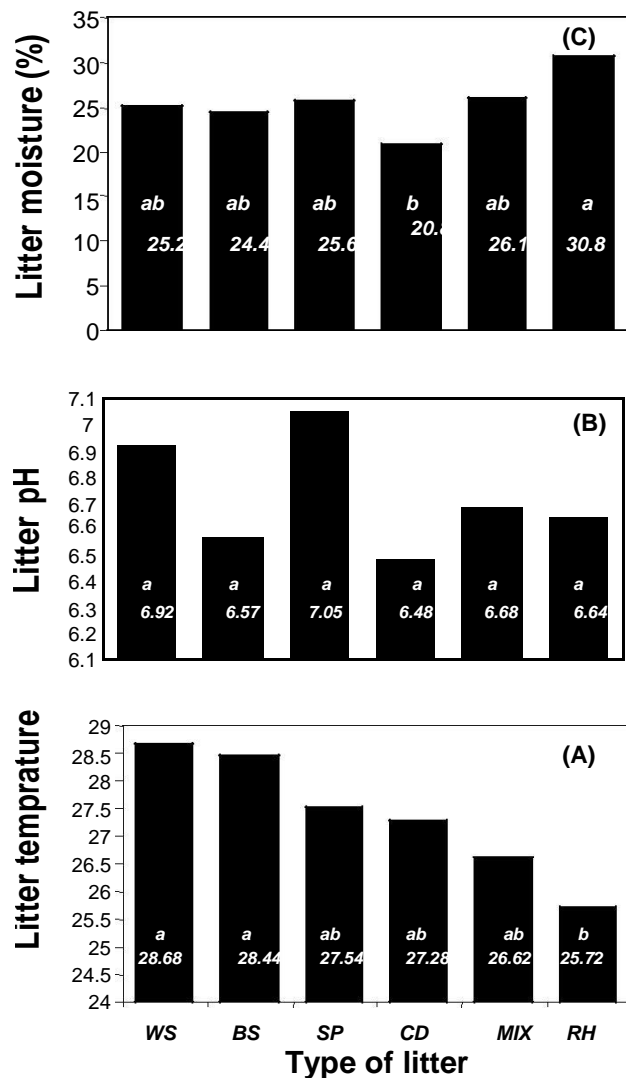 Litter moisture (%)
(C)
35
30
25
20
15
10
5
0
ab ab ab b ab a
25.2 24.4 25.6 20. 26.1 30.8
Litter pH
(B)
7.1
7
6.9
6.8
6.7
6.6
6.5
6.4
6.3
6.2
6.1
a a a a a a
6.92 6.57 7.05 6.48 6.68 6.64
Litter temprature
(A)
29
28.5
28
27.5
27
26.5
26
25.5
25
24.5
24
a a ab ab ab b
28.68 28.44 27.54 27.28 26.62 25.72
WS BS SP CD MIX RH
Type of litter